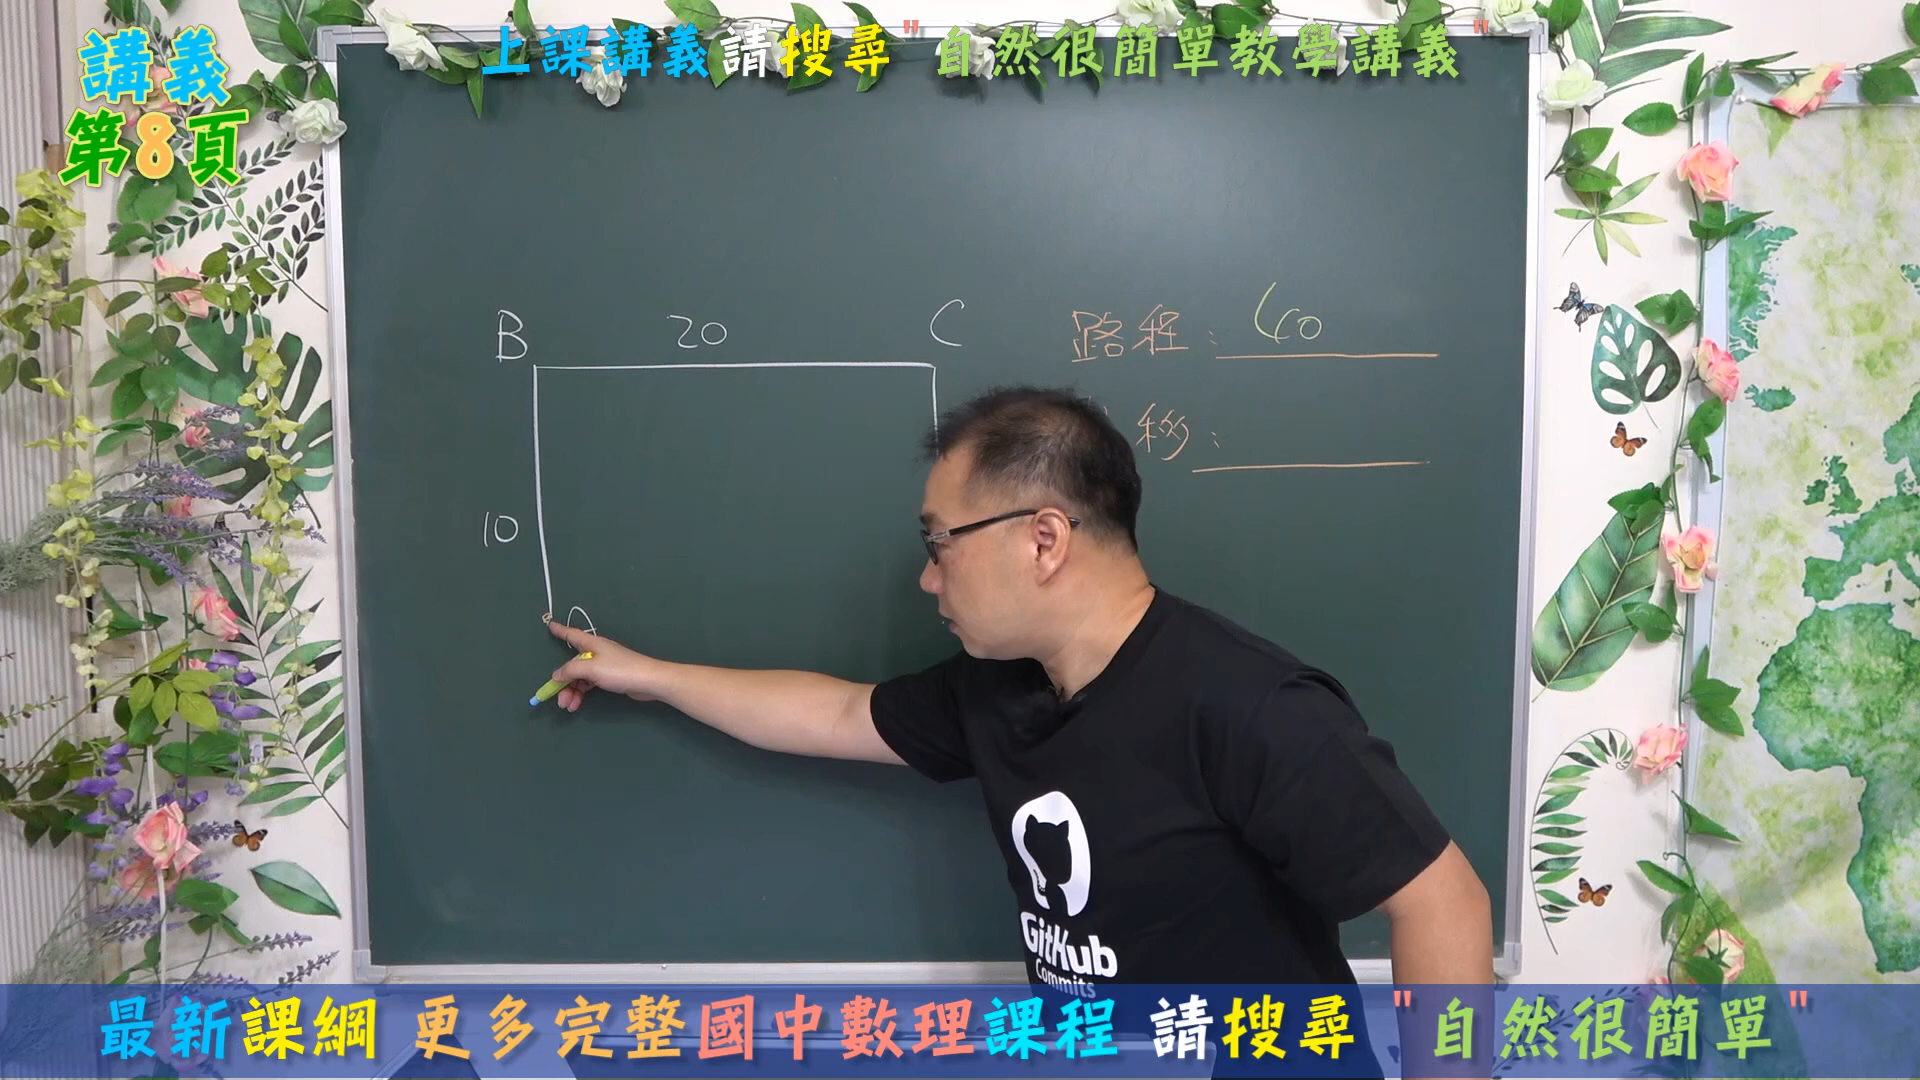 上課講義請搜尋"自然很簡單教學講義"
講義
第8頁
B 20 C
路程: 40
移:
10
A
GitHub
Commits
最新課綱 更多完整國中數理課程 請搜尋"自然很簡單"